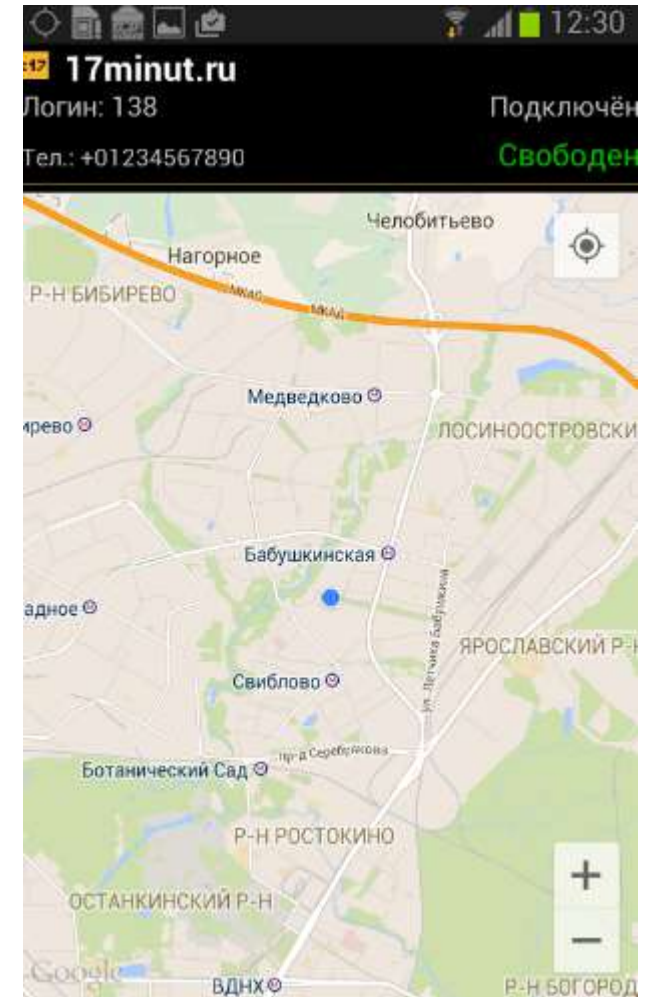 12:30
:17 17minut.ru
Логин: 138 Подключён
Тел.: +01234567890 Свободен
Челобитьево
Нагорное
Р-Н БИБИРЕВО
МКАД
МКАД
Медведково
ирево
ЛОСИНООСТРОВСКИ
Бабушкинская
адное
ул. Летчика Бабушкина
ЯРОСЛАВСКИЙ Р-Н
Свиблово
пр-д Серебрякова
Ботанический Сад
Р-Н РОСТОКИНО
+
ОСТАНКИНСКИЙ Р-Н
−
Google
ВДНХ
Р-Н БОГОРОД